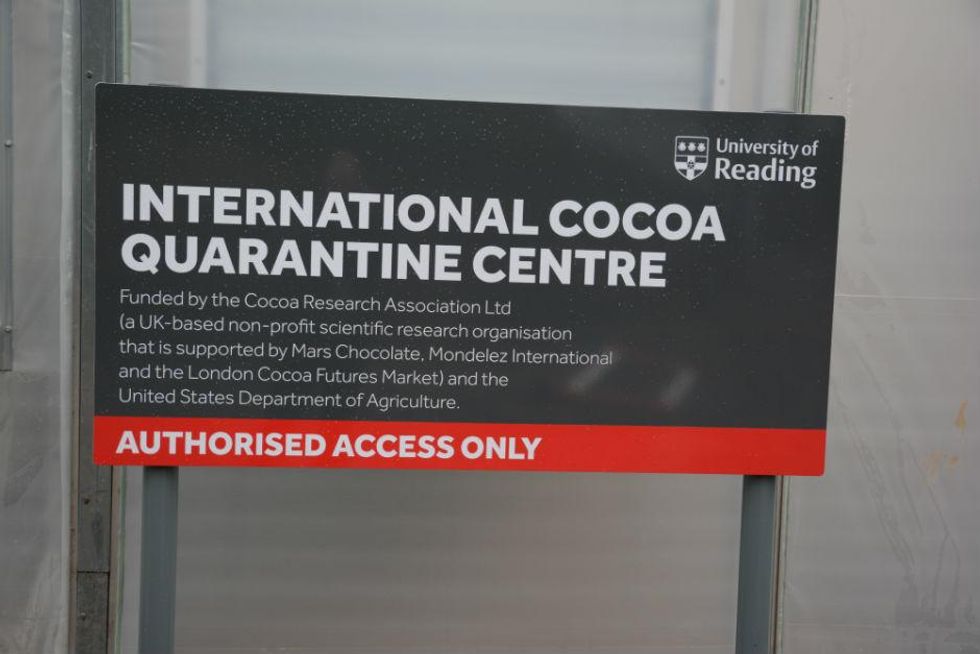 University of
Reading
INTERNATIONAL COCOA
QUARANTINE CENTRE
Funded by the Cocoa Research Association Ltd
(a UK-based non-profit scientific research organisation
that is supported by Mars Chocolate, Mondelez International
and the London Cocoa Futures Market) and the
United States Department of Agriculture.
AUTHORISED ACCESS ONLY